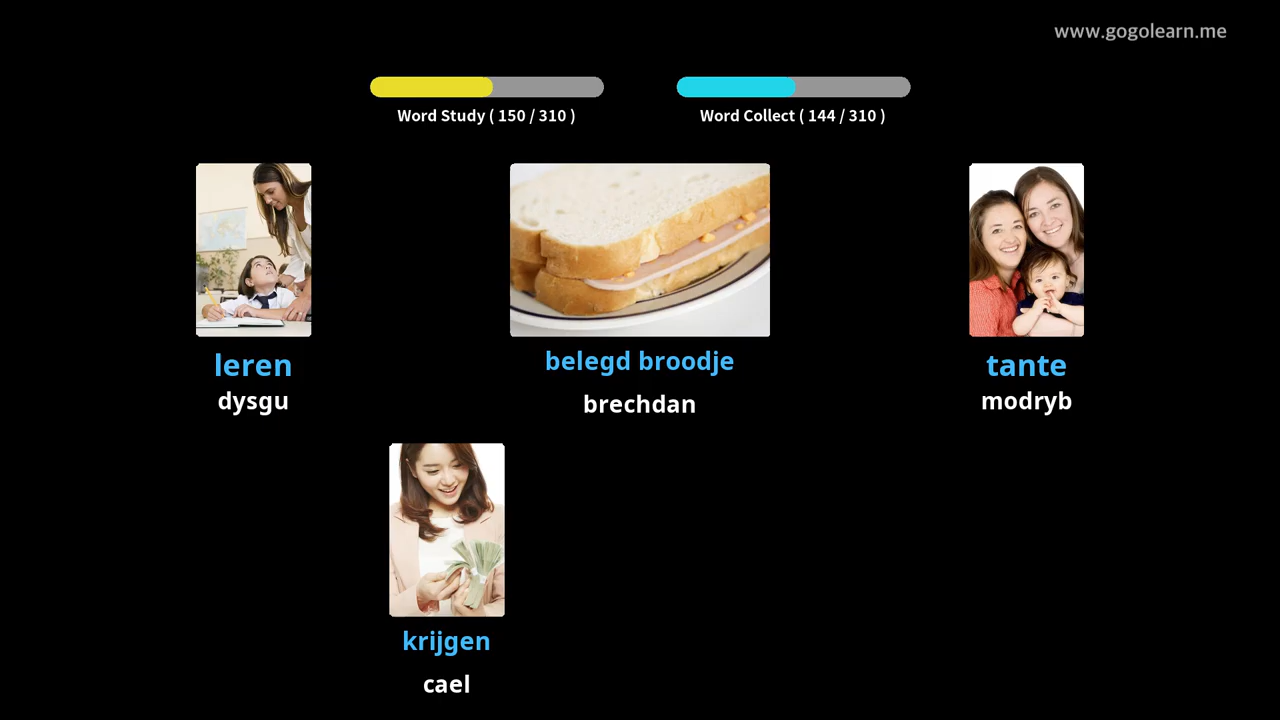 www.gogolearn.me
Word Study ( 150 / 310 )
Word Collect ( 144 / 310 )
leren
dysgu
belegd broodje
brechdan
tante
modryb
krijgen
cael